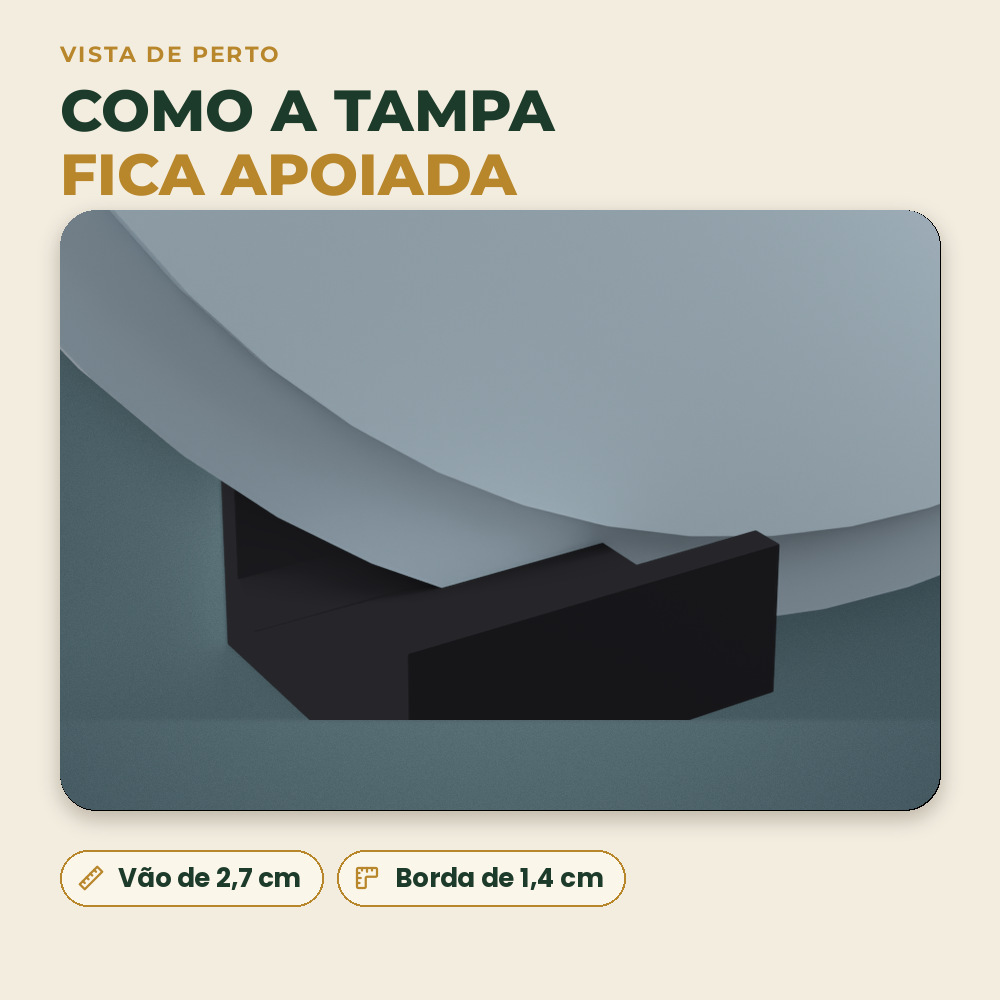 VISTA DE PERTO
COMO A TAMPA
FICA APOIADA
Vão de 2,7 cm
Borda de 1,4 cm